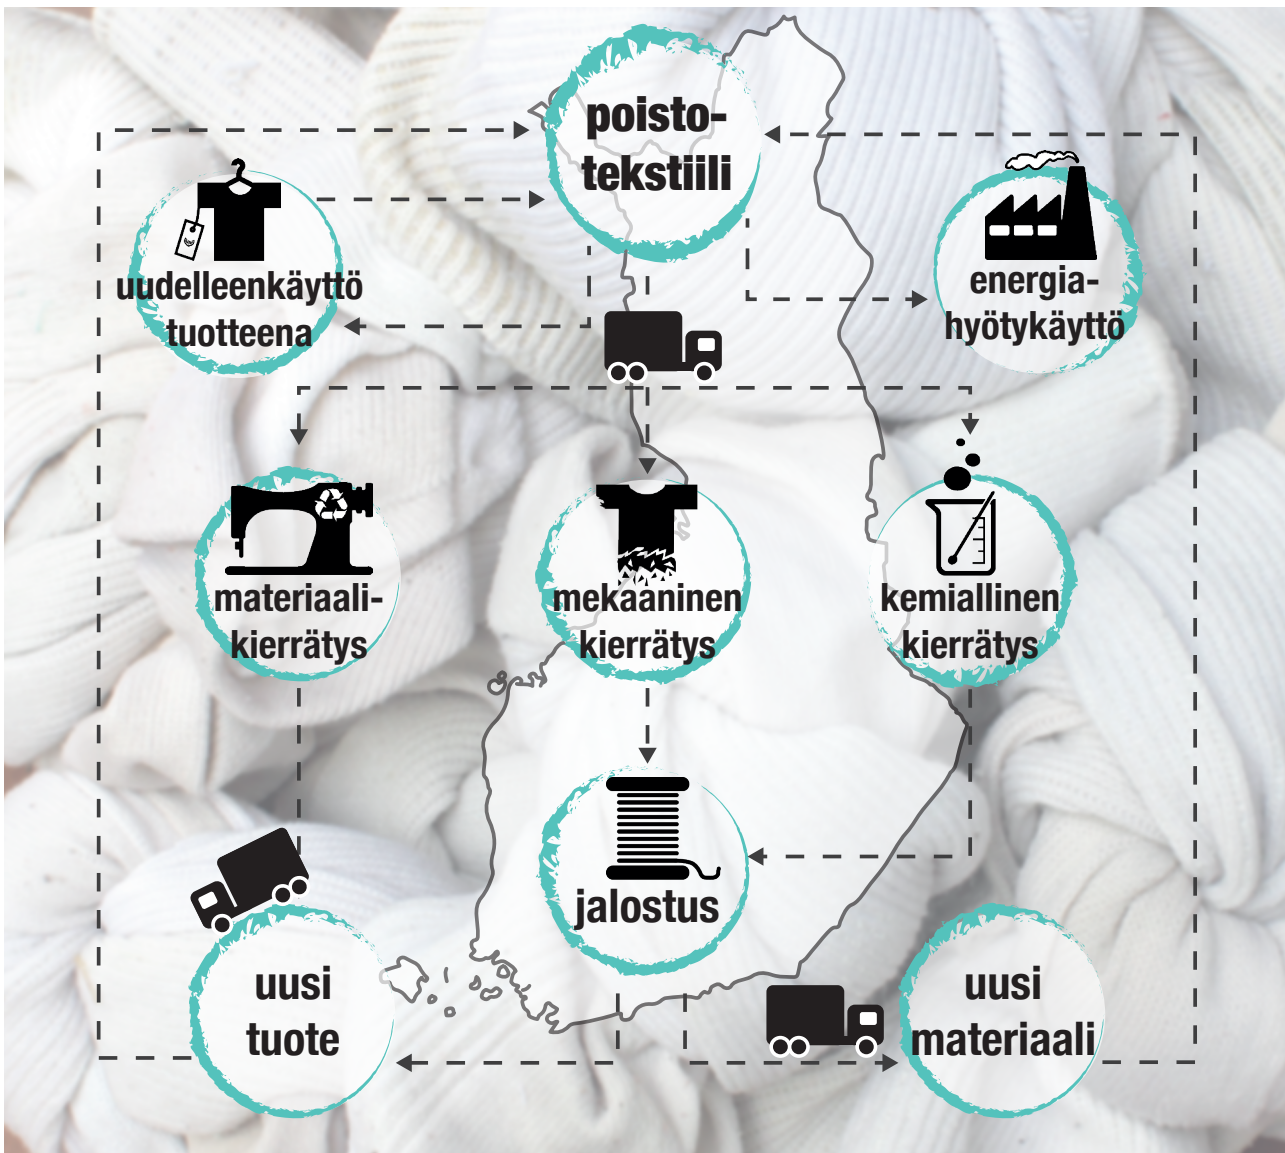 poisto-
tekstiili
uudelleenkäyttö
tuotteena
energia-
hyötykäyttö
materiaali-
kierrätys
mekaaninen
kierrätys
kemiallinen
kierrätys
jalostus
uusi
tuote
uusi
materiaali